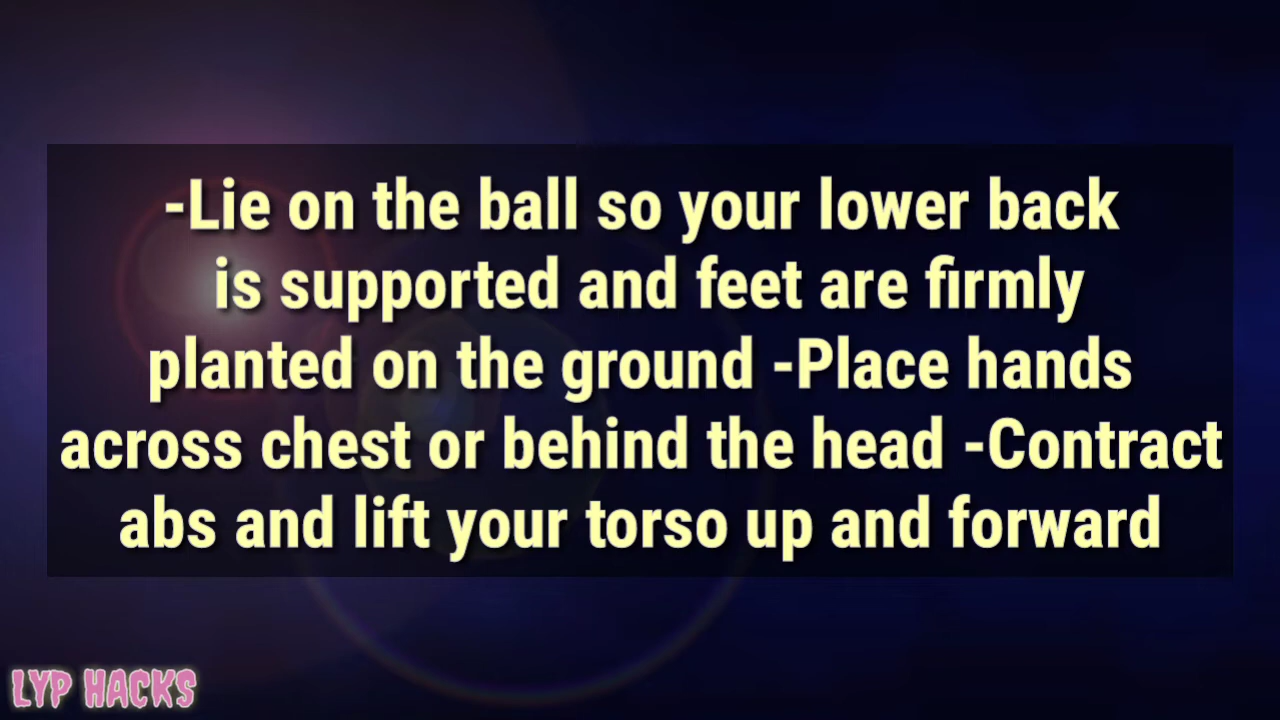 -Lie on the ball so your lower back
is supported and feet are firmly
planted on the ground -Place hands
across chest or behind the head -Contract
abs and lift your torso up and forward
LYP HACKS